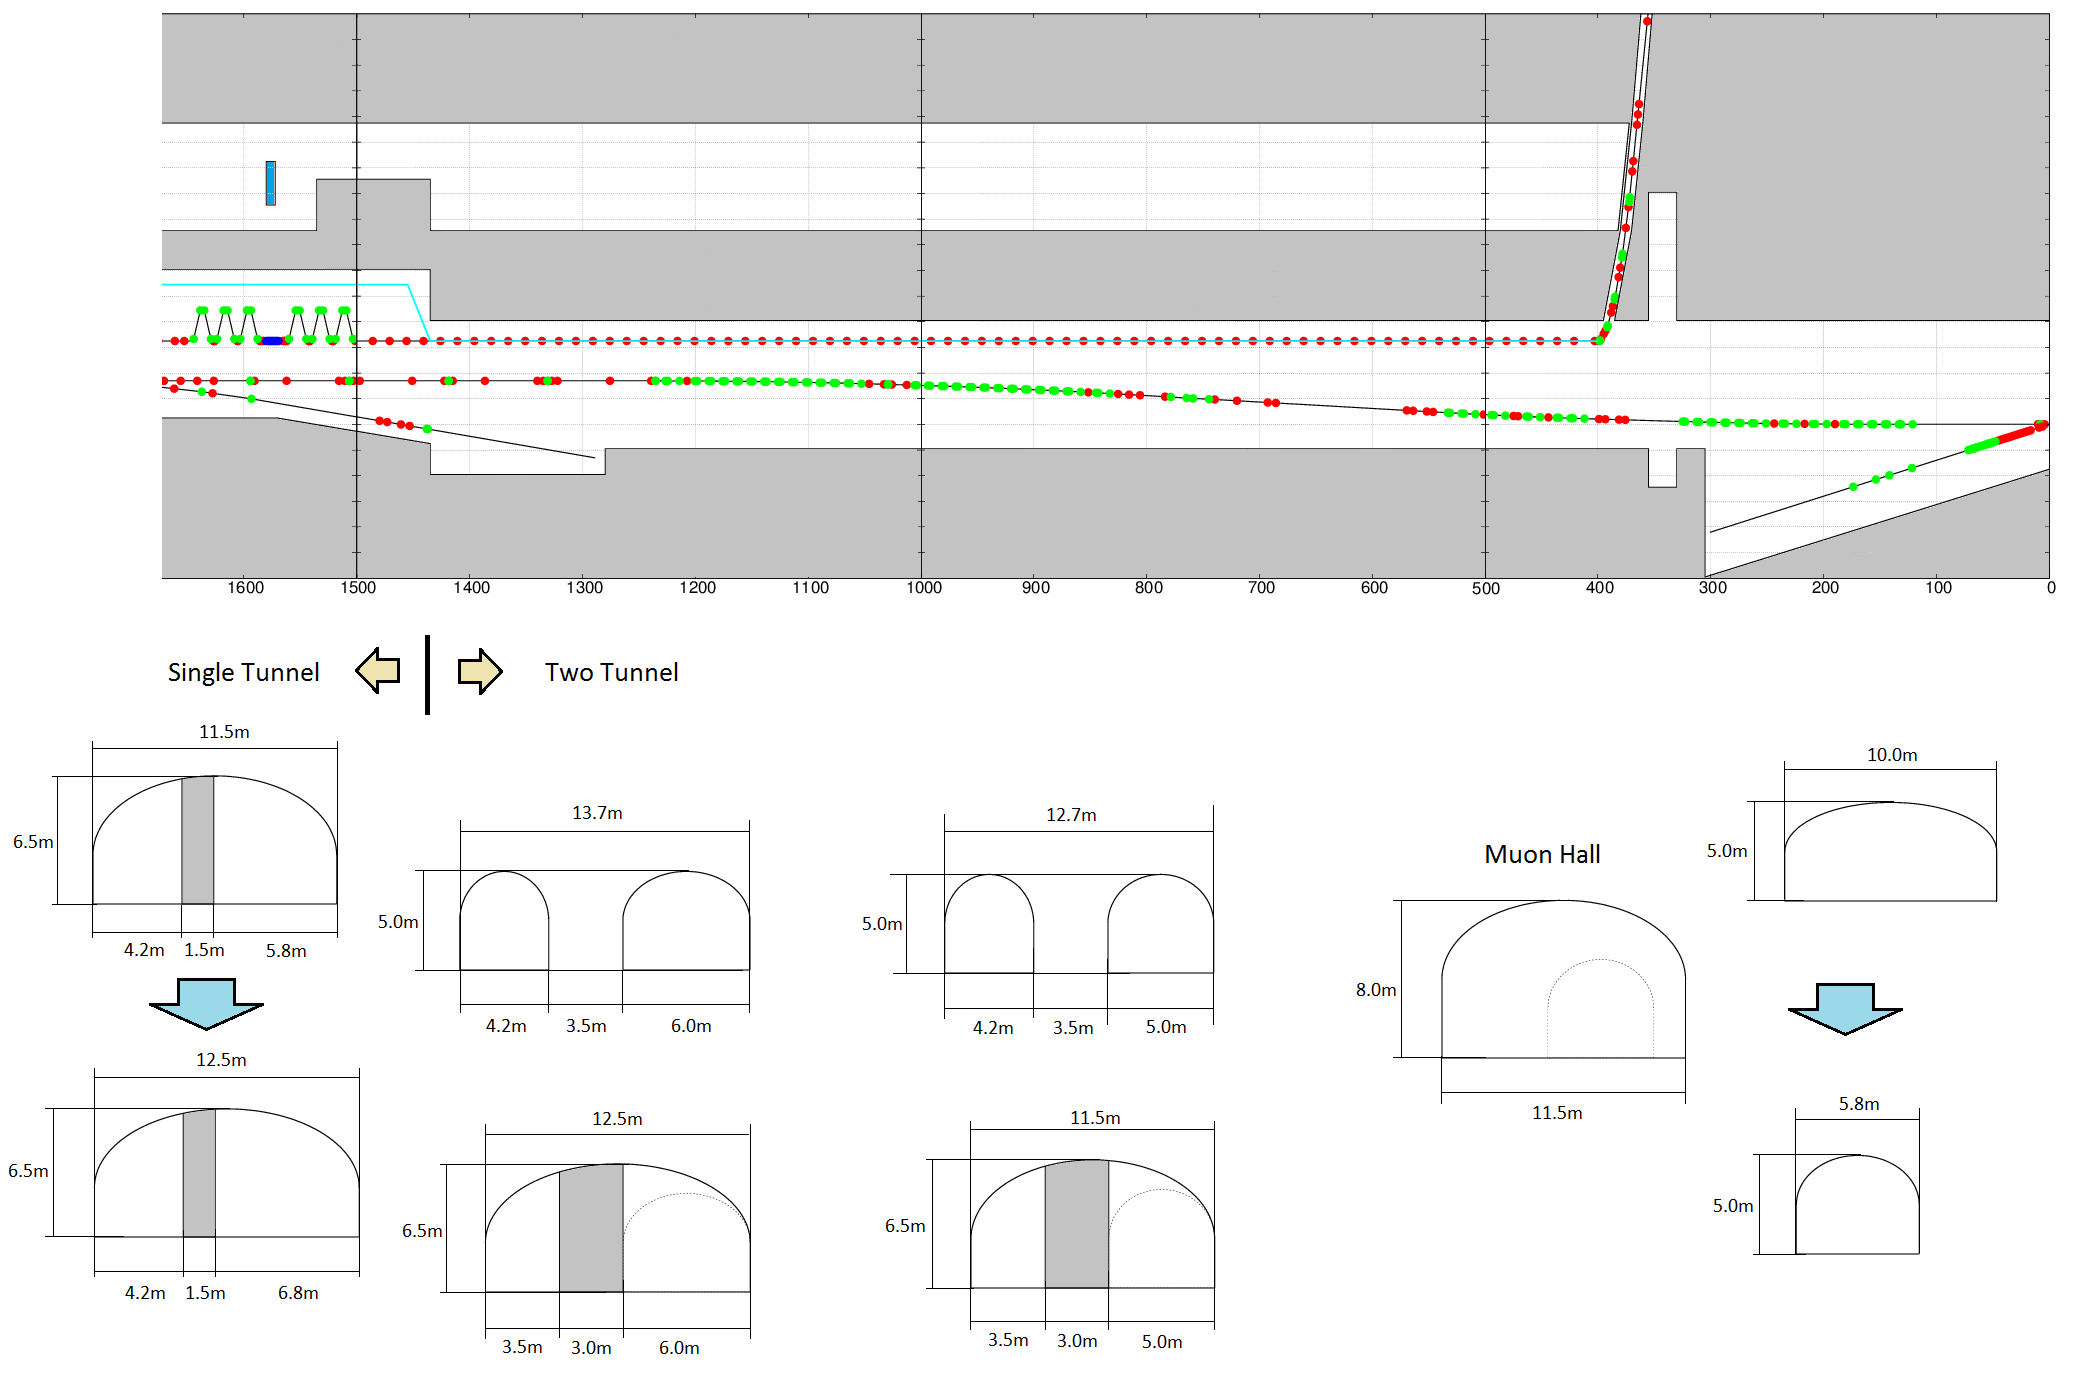 1600 1500 1400 1300 1200 1100 1000 900 800 700 600 500 400 300 200 100 0
Single Tunnel
Two Tunnel
11.5m
6.5m
4.2m 1.5m 5.8m
12.5m
6.5m
4.2m 1.5m 6.8m
13.7m
5.0m
4.2m 3.5m 6.0m
12.5m
6.5m
3.5m 3.0m 6.0m
12.7m
5.0m
4.2m 3.5m 5.0m
11.5m
6.5m
3.5m 3.0m 5.0m
Muon Hall
8.0m
11.5m
10.0m
5.0m
5.8m
5.0m